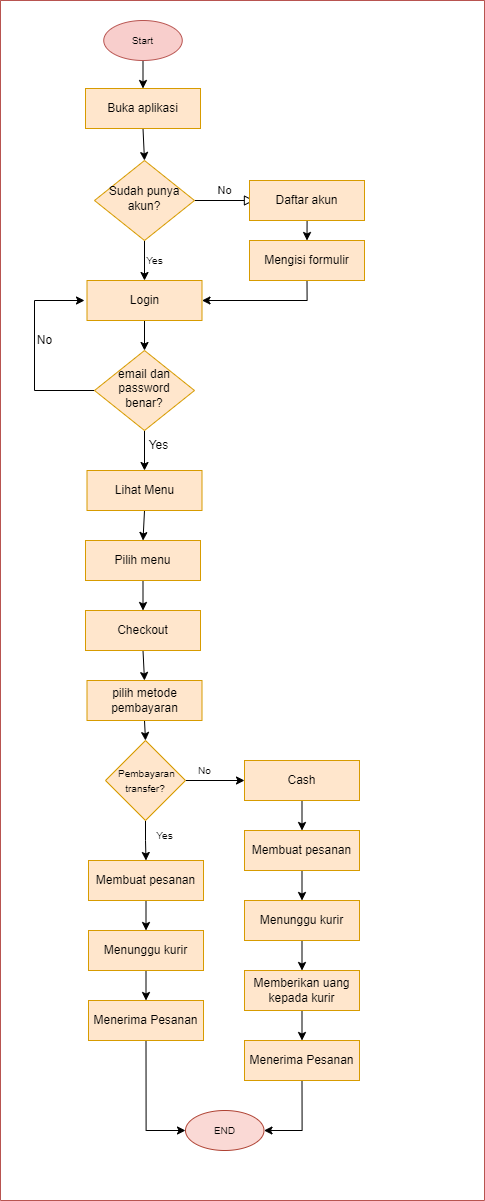 Start
Buka aplikasi
Sudah punya
akun?
No
Daftar akun
Mengisi formulir
Yes
Login
No
email dan
password
benar?
Yes
Lihat Menu
Pilih menu
Checkout
pilih metode
pembayaran
Pembayaran
transfer?
No
Cash
Yes
Membuat pesanan
Membuat pesanan
Menunggu kurir
Menunggu kurir
Memberikan uang
kepada kurir
Menerima Pesanan
Menerima Pesanan
END